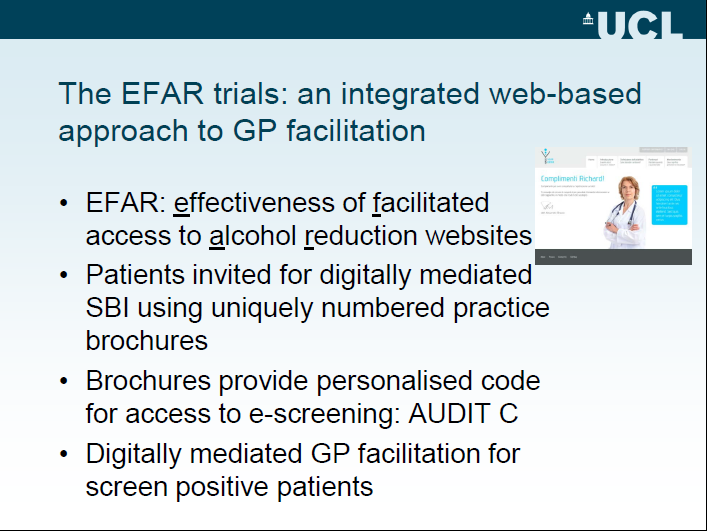 UCL
The EFAR trials: an integrated web-based
approach to GP facilitation
Complimenti Richard!
• EFAR: effectiveness of facilitated
access to alcohol reduction websites
• Patients invited for digitally mediated
SBI using uniquely numbered practice
brochures
• Brochures provide personalised code
for access to e-screening: AUDIT C
• Digitally mediated GP facilitation for
screen positive patients